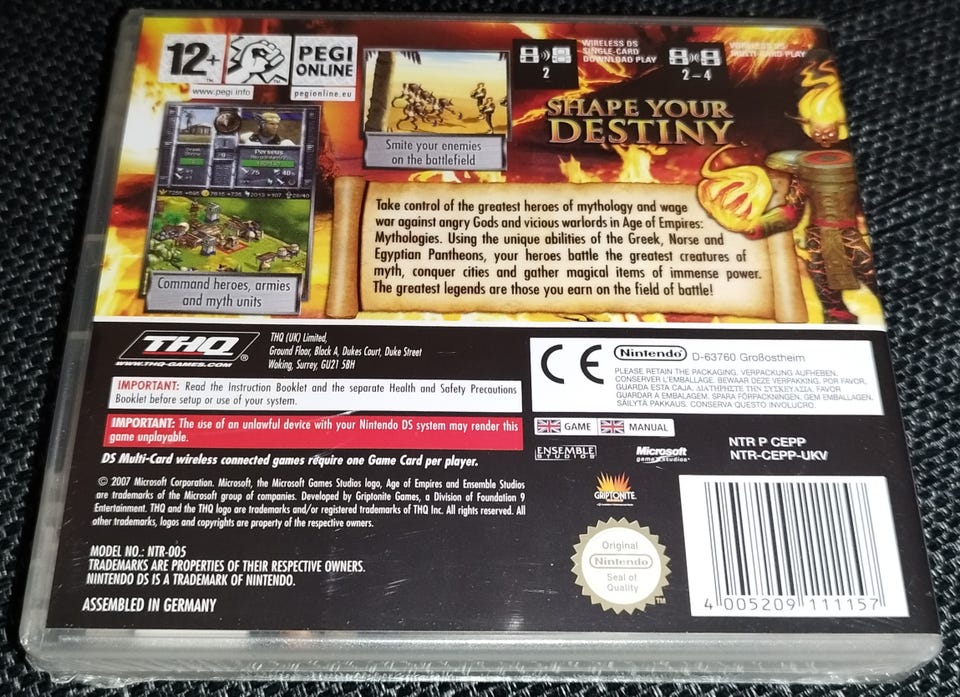 12+
www.pegi.info
PEGI
ONLINE
pegionline.eu
WIRELESS DS
SINGLE-CARD
DOWNLOAD PLAY
2
WIRELESS DS
MULTI-CARD PLAY
2-4
SHAPE YOUR
DESTINY
Smite your enemies
on the battlefield
Perseus
75
40
Command heroes, armies
and myth units
Take control of the greatest heroes of mythology and wage
war against angry Gods and vicious warlords in Age of Empires:
Mythologies. Using the unique abilities of the Greek, Norse and
Egyptian Pantheons, your heroes battle the greatest creatures of
myth, conquer cities and gather magical items of immense power.
The greatest legends are those you earn on the field of battle!
THQ®
WWW.THQ-GAMES.COM
THQ (UK) Limited,
Ground Floor, Block A, Dukes Court, Duke Street
Woking, Surrey, GU21 5BH
CE
Nintendo® D-63760 Großostheim
PLEASE RETAIN THE PACKAGING. VERPACKUNG AUFHEBEN.
CONSERVER L'EMBALLAGE. BEWAAR DEZE VERPAKKING. POR FAVOR,
GUARDA ESTA CAJA. ΔΙΑΤΗΡΗΣΤΕ ΤΗΝ ΣΥΣΚΕΥΑΣΙΑ. FAVOR
GUARDAR A EMBALAGEM. SPARA FÖRPACKNINGEN. GEM EMBALLAGEN.
SÄILYTÄ PAKKAUS. CONSERVA QUESTO INVOLUCRO.
IMPORTANT: Read the Instruction Booklet and the separate Health and Safety Precautions
Booklet before setup or use of your system.
IMPORTANT: The use of an unlawful device with your Nintendo DS system may render this
game unplayable.
GAME
MANUAL
DS Multi-Card wireless connected games require one Game Card per player.
ENSEMBLE
STUDIOS
Microsoft
game studios™
NTR P CEPP
NTR-CEPP-UKV
© 2007 Microsoft Corporation. Microsoft, the Microsoft Games Studios logo, Age of Empires and Ensemble Studios
are trademarks of the Microsoft group of companies. Developed by Griptonite Games, a Division of Foundation 9
Entertainment. THQ and the THQ logo are trademarks and/or registered trademarks of THQ Inc. All rights reserved. All
other trademarks, logos and copyrights are property of the respective owners.
GRIPTONITE
MODEL NO.: NTR-005
TRADEMARKS ARE PROPERTIES OF THEIR RESPECTIVE OWNERS.
NINTENDO DS IS A TRADEMARK OF NINTENDO.
ASSEMBLED IN GERMANY
Original
Nintendo
Seal of
Quality
TM
4 005209 111157